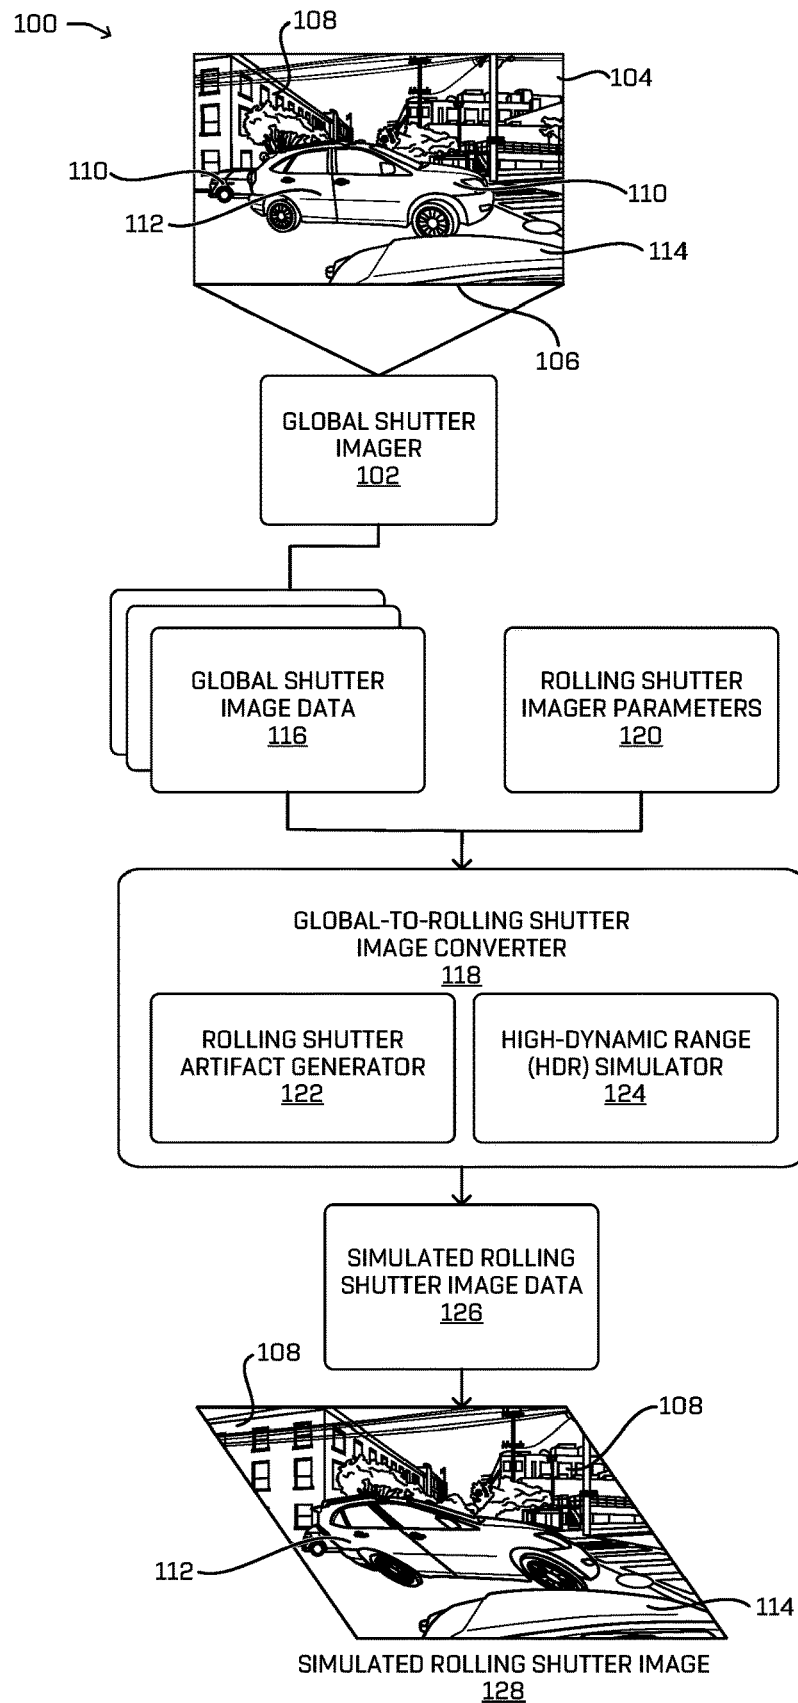 100
108
104
110
110
112
114
106
GLOBAL SHUTTER
IMAGER
102
GLOBAL SHUTTER
IMAGE DATA
116
ROLLING SHUTTER
IMAGER PARAMETERS
120
GLOBAL-TO-ROLLING SHUTTER
IMAGE CONVERTER
118
ROLLING SHUTTER
ARTIFACT GENERATOR
122
HIGH-DYNAMIC RANGE
(HDR) SIMULATOR
124
SIMULATED ROLLING
SHUTTER IMAGE DATA
126
108
108
112
114
SIMULATED ROLLING SHUTTER IMAGE
128